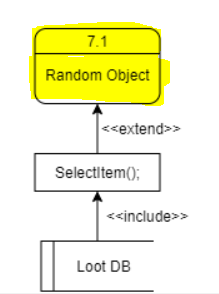 7.1
Random Object
<<extend>>
SelectItem();
<<include>>
Loot DB